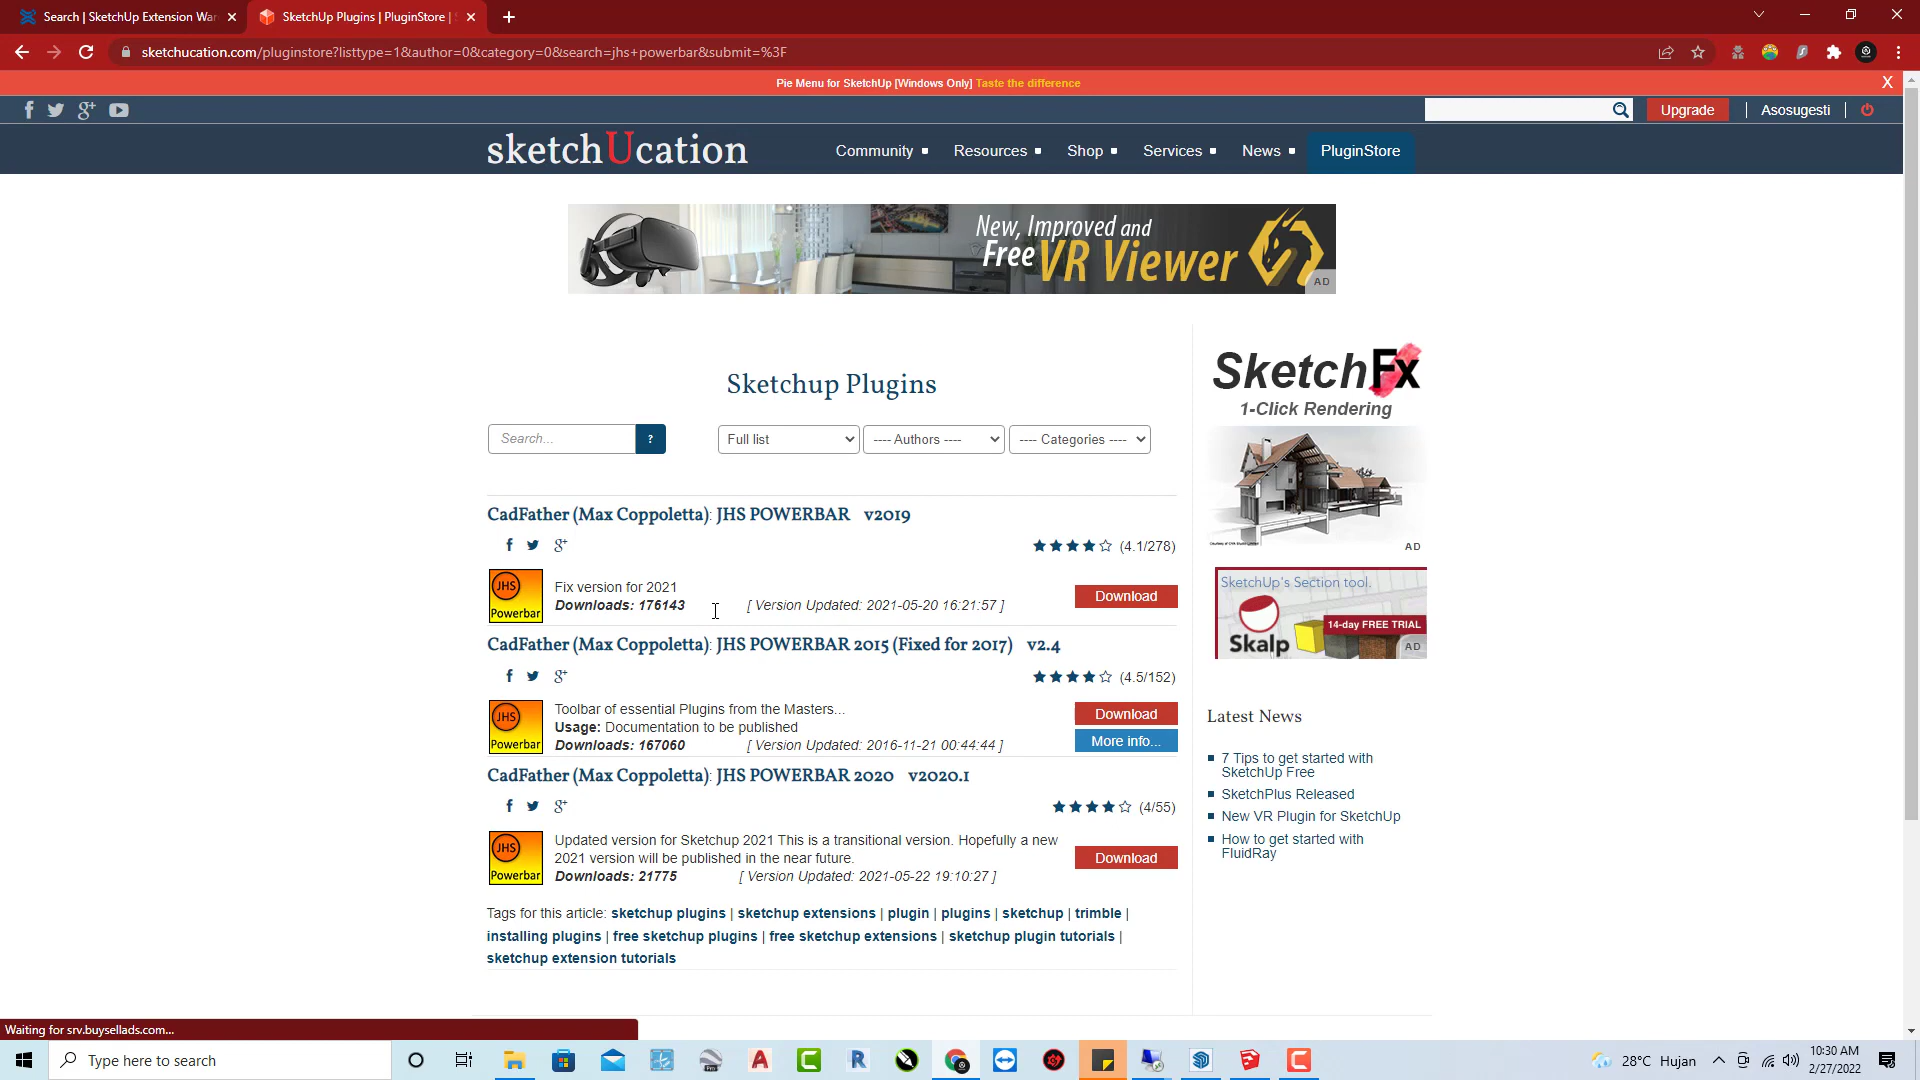 Search | SketchUp Extension War
SketchUp Plugins | PluginStore |
sketchucation.com/pluginstore?listtype=1&author=0&category=0&search=jhs+powerbar&submit=%3F
Pie Menu for SketchUp [Windows Only] Taste the difference
X
Upgrade | Asosugesti |
sketchUcation
Community Resources Shop Services News PluginStore
New, Improved and
Free VR Viewer
AD
Sketchup Plugins
Search... ? Full list ---- Authors ---- ---- Categories ----
CadFather (Max Coppoletta): JHS POWERBAR v2019
(4.1/278)
JHS
Powerbar
Fix version for 2021
Downloads: 176143 [ Version Updated: 2021-05-20 16:21:57 ]
Download
CadFather (Max Coppoletta): JHS POWERBAR 2015 (Fixed for 2017) v2.4
(4.5/152)
JHS
Powerbar
Toolbar of essential Plugins from the Masters...
Usage: Documentation to be published
Downloads: 167060 [ Version Updated: 2016-11-21 00:44:44 ]
Download
More info...
CadFather (Max Coppoletta): JHS POWERBAR 2020 v2020.1
(4/55)
JHS
Powerbar
Updated version for Sketchup 2021 This is a transitional version. Hopefully a new
2021 version will be published in the near future.
Downloads: 21775 [ Version Updated: 2021-05-22 19:10:27 ]
Download
Tags for this article: sketchup plugins | sketchup extensions | plugin | plugins | sketchup | trimble |
installing plugins | free sketchup plugins | free sketchup extensions | sketchup plugin tutorials |
sketchup extension tutorials
SketchFx
1-Click Rendering
AD
SketchUp's Section tool.
14-day FREE TRIAL
Skalp
AD
Latest News
7 Tips to get started with
SketchUp Free
SketchPlus Released
New VR Plugin for SketchUp
How to get started with
FluidRay
Waiting for srv.buysellads.com...
Type here to search
28°C Hujan
10:30 AM
2/27/2022